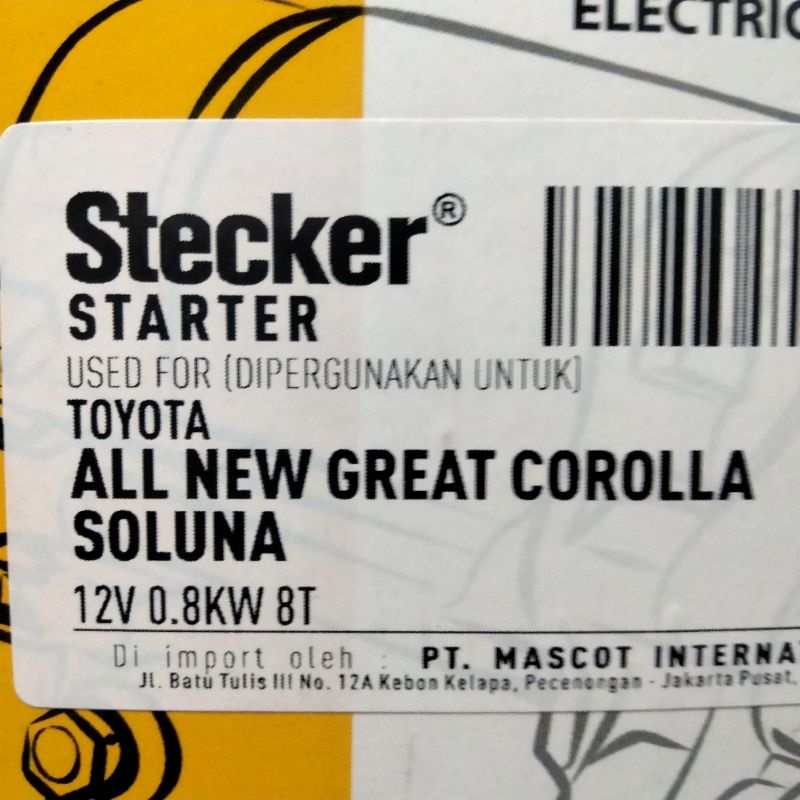 ELECTRIC
Stecker®
STARTER
USED FOR (DIPERGUNAKAN UNTUK)
TOYOTA
ALL NEW GREAT COROLLA
SOLUNA
12V 0.8KW 8T
Di import oleh : PT. MASCOT INTERNA
Jl. Batu Tulis III No. 12A Kebon Kelapa, Pecenongan - Jakarta Pusat.